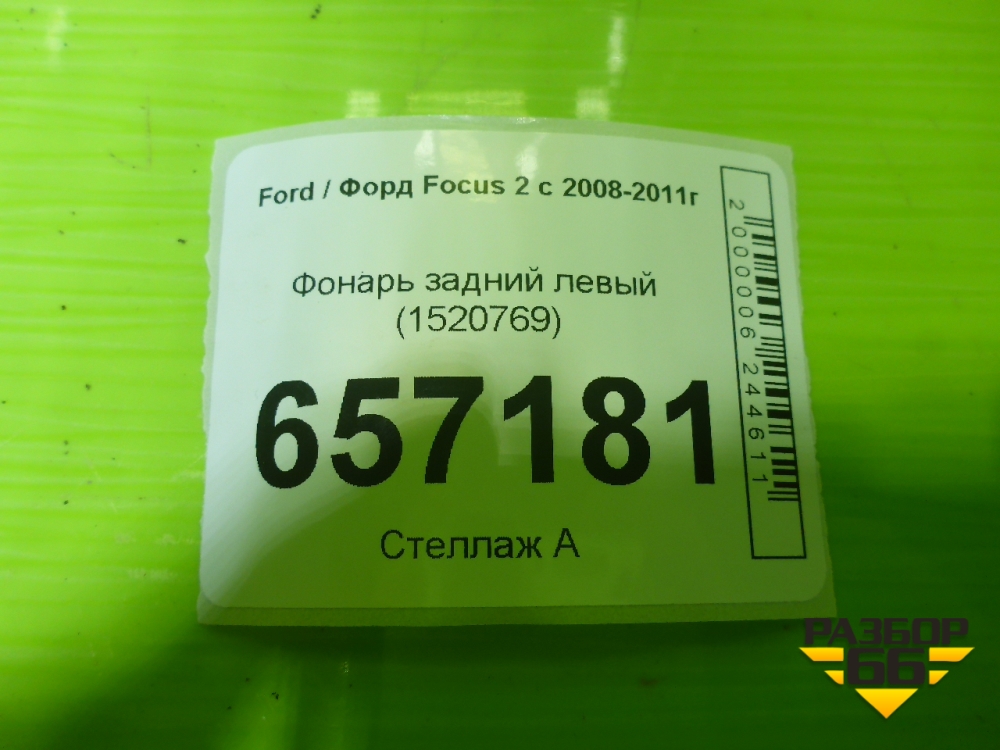 Ford / Форд Focus 2 с 2008-2011г
Фонарь задний левый
(1520769)
657181
Стеллаж А
2000006244611
РАЗБОР
66